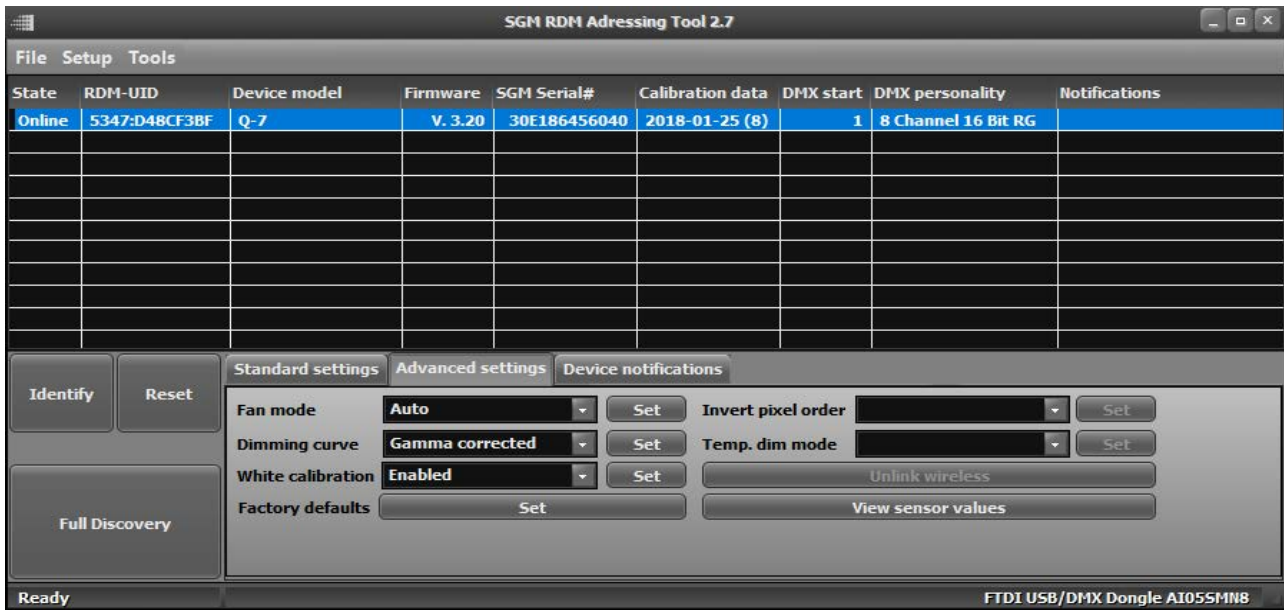 SGM RDM Adressing Tool 2.7
File Setup Tools
State RDM-UID Device model Firmware SGM Serial# Calibration data DMX start DMX personality Notifications
Online 5347:D48CF3BF Q-7 V. 3.20 30E186456040 2018-01-25 (8) 1 8 Channel 16 Bit RG
Identify Reset
Full Discovery
Standard settings Advanced settings Device notifications
Fan mode Auto Set Invert pixel order Set
Dimming curve Gamma corrected Set Temp. dim mode Set
White calibration Enabled Set Unlink wireless
Factory defaults Set View sensor values
Ready FTDI USB/DMX Dongle AI05SMN8